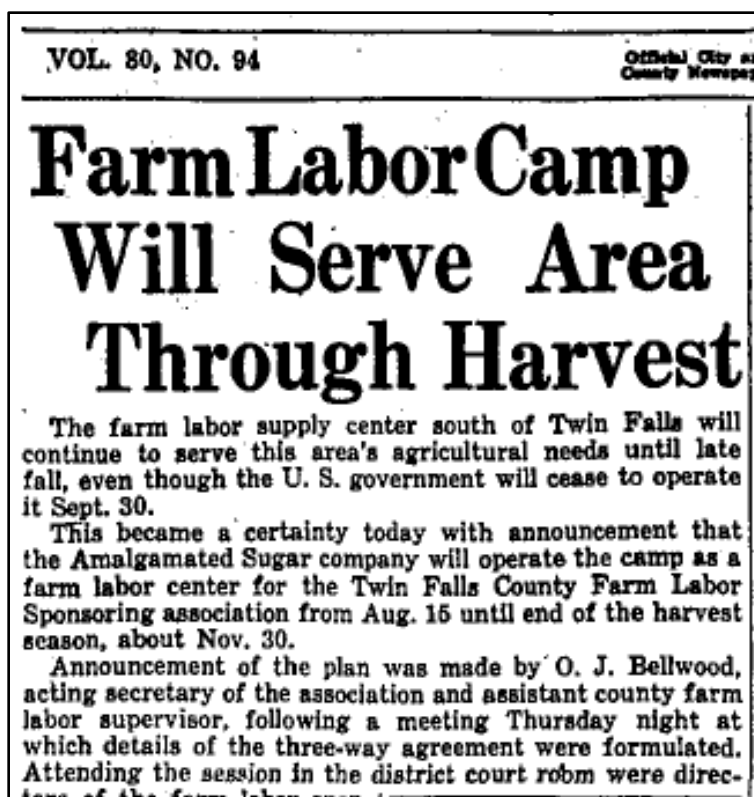 VOL. 80, NO. 94
Official City a
County Newspap
Farm Labor Camp
Will Serve Area
Through Harvest
The farm labor supply center south of Twin Falls will
continue to serve this area's agricultural needs until late
fall, even though the U. S. government will cease to operate
it Sept. 30.
This became a certainty today with announcement that
the Amalgamated Sugar company will operate the camp as a
farm labor center for the Twin Falls County Farm Labor
Sponsoring association from Aug. 15 until end of the harvest
season, about Nov. 30.
Announcement of the plan was made by O. J. Bellwood,
acting secretary of the association and assistant county farm
labor supervisor, following a meeting Thursday night at
which details of the three-way agreement were formulated.
Attending the session in the district court room were direc-